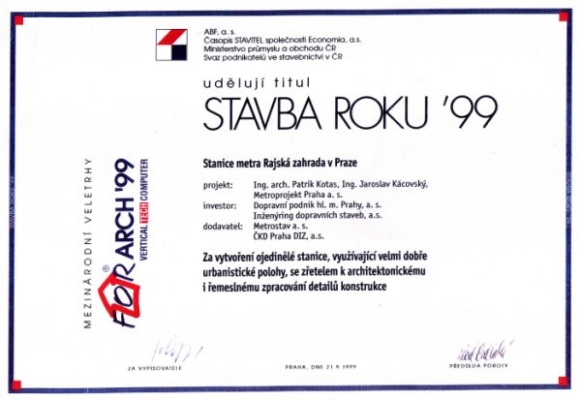 ABF, a. s.
Časopis STAVITEL společnosti Economia, a.s.
Ministerstvo průmyslu a obchodu ČR
Svaz podnikatelů ve stavebnictví v ČR
udělují titul
STAVBA ROKU '99
Stanice metra Rajská zahrada v Praze
projekt: Ing. arch. Patrik Kotas, Ing. Jaroslav Kácovský,
Metroprojekt Praha a. s.
investor: Dopravní podnik hl. m. Prahy, a. s.
Inženýring dopravních staveb, a.s.
dodavatel: Metrostav a. s.
ČKD Praha DIZ, a.s.
Za vytvoření ojedinělé stanice, využívající velmi dobře
urbanistické polohy, se zřetelem k architektonickému
i řemeslnému zpracování detailů konstrukce
MEZINÁRODNÍ VELETRHY
FOR ARCH '99
®
VERTICAL TECH COMPUTER
ZA VYPISOVATELE
PRAHA, DNE 21.9.1999
PŘEDSEDA POROTY